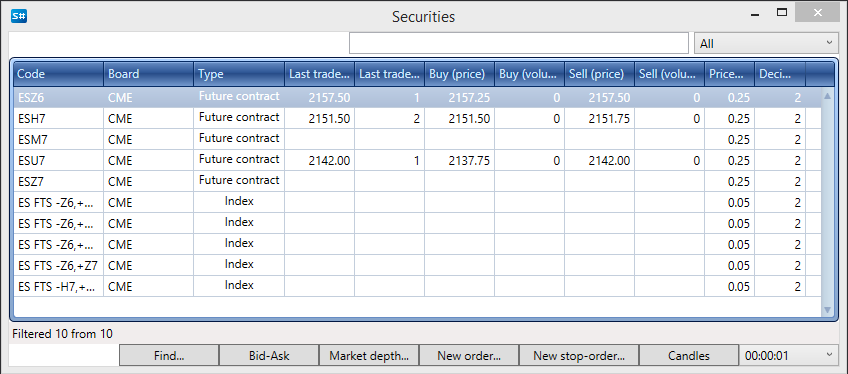 S# Securities
All
Code Board Type Last trade... Last trade... Buy (price) Buy (volu... Sell (price) Sell (volu... Price... Deci...
ESZ6 CME Future contract 2157.50 1 2157.25 0 2157.50 0 0.25 2
ESH7 CME Future contract 2151.50 2 2151.50 0 2151.75 0 0.25 2
ESM7 CME Future contract 0.25 2
ESU7 CME Future contract 2142.00 1 2137.75 0 2142.00 0 0.25 2
ESZ7 CME Future contract 0.25 2
ES FTS -Z6,+... CME Index 0.05 2
ES FTS -Z6,+... CME Index 0.05 2
ES FTS -Z6,+... CME Index 0.05 2
ES FTS -Z6,+Z7 CME Index 0.05 2
ES FTS -H7,+... CME Index 0.05 2
Filtered 10 from 10
Find... Bid-Ask Market depth... New order... New stop-order... Candles 00:00:01